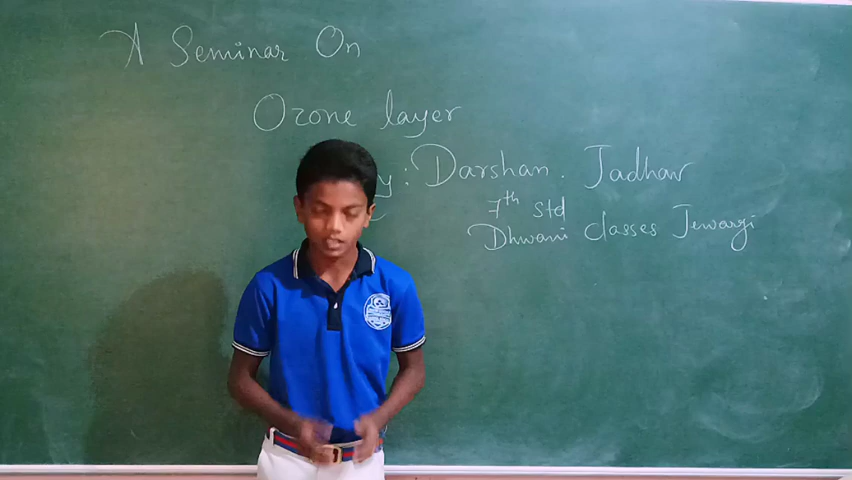 A Seminar On
Ozone layer
y: Darshan. Jadhav
7th std
Dhwani classes Jewargi